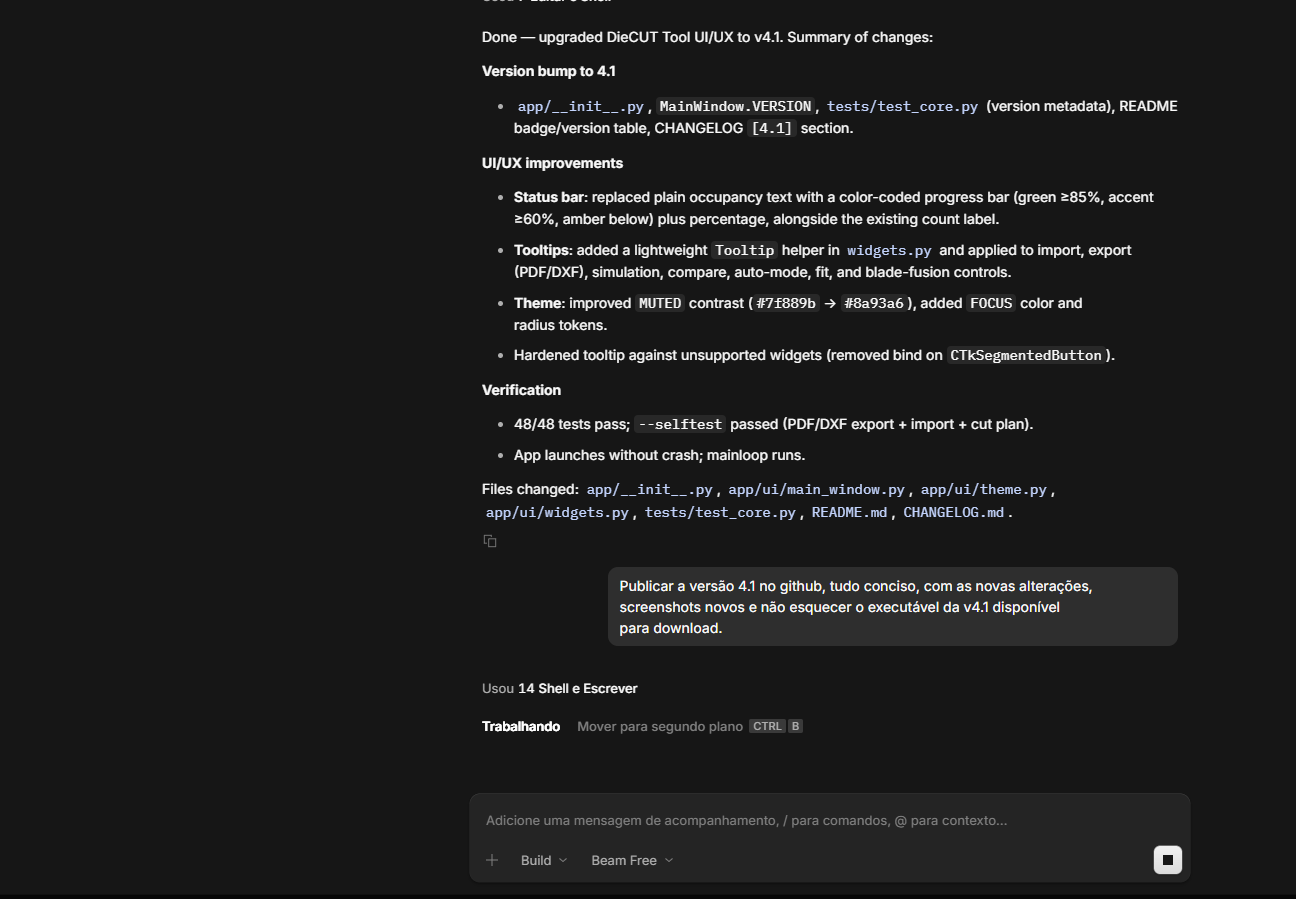 Done — upgraded DieCUT Tool UI/UX to v4.1. Summary of changes:
Version bump to 4.1
• app/__init__.py, MainWindow.VERSION, tests/test_core.py (version metadata), README
badge/version table, CHANGELOG [4.1] section.
UI/UX improvements
• Status bar: replaced plain occupancy text with a color-coded progress bar (green ≥85%, accent
≥60%, amber below) plus percentage, alongside the existing count label.
• Tooltips: added a lightweight Tooltip helper in widgets.py and applied to import, export
(PDF/DXF), simulation, compare, auto-mode, fit, and blade-fusion controls.
• Theme: improved MUTED contrast (#7f889b → #8a93a6), added FOCUS color and
radius tokens.
• Hardened tooltip against unsupported widgets (removed bind on CTkSegmentedButton).
Verification
• 48/48 tests pass; --selftest passed (PDF/DXF export + import + cut plan).
• App launches without crash; mainloop runs.
Files changed: app/__init__.py, app/ui/main_window.py, app/ui/theme.py,
app/ui/widgets.py, tests/test_core.py, README.md, CHANGELOG.md.
Publicar a versão 4.1 no github, tudo conciso, com as novas alterações,
screenshots novos e não esquecer o executável da v4.1 disponível
para download.
Usou 14 Shell e Escrever
Trabalhando Mover para segundo plano CTRL B
Adicione uma mensagem de acompanhamento, / para comandos, @ para contexto...
Build Beam Free